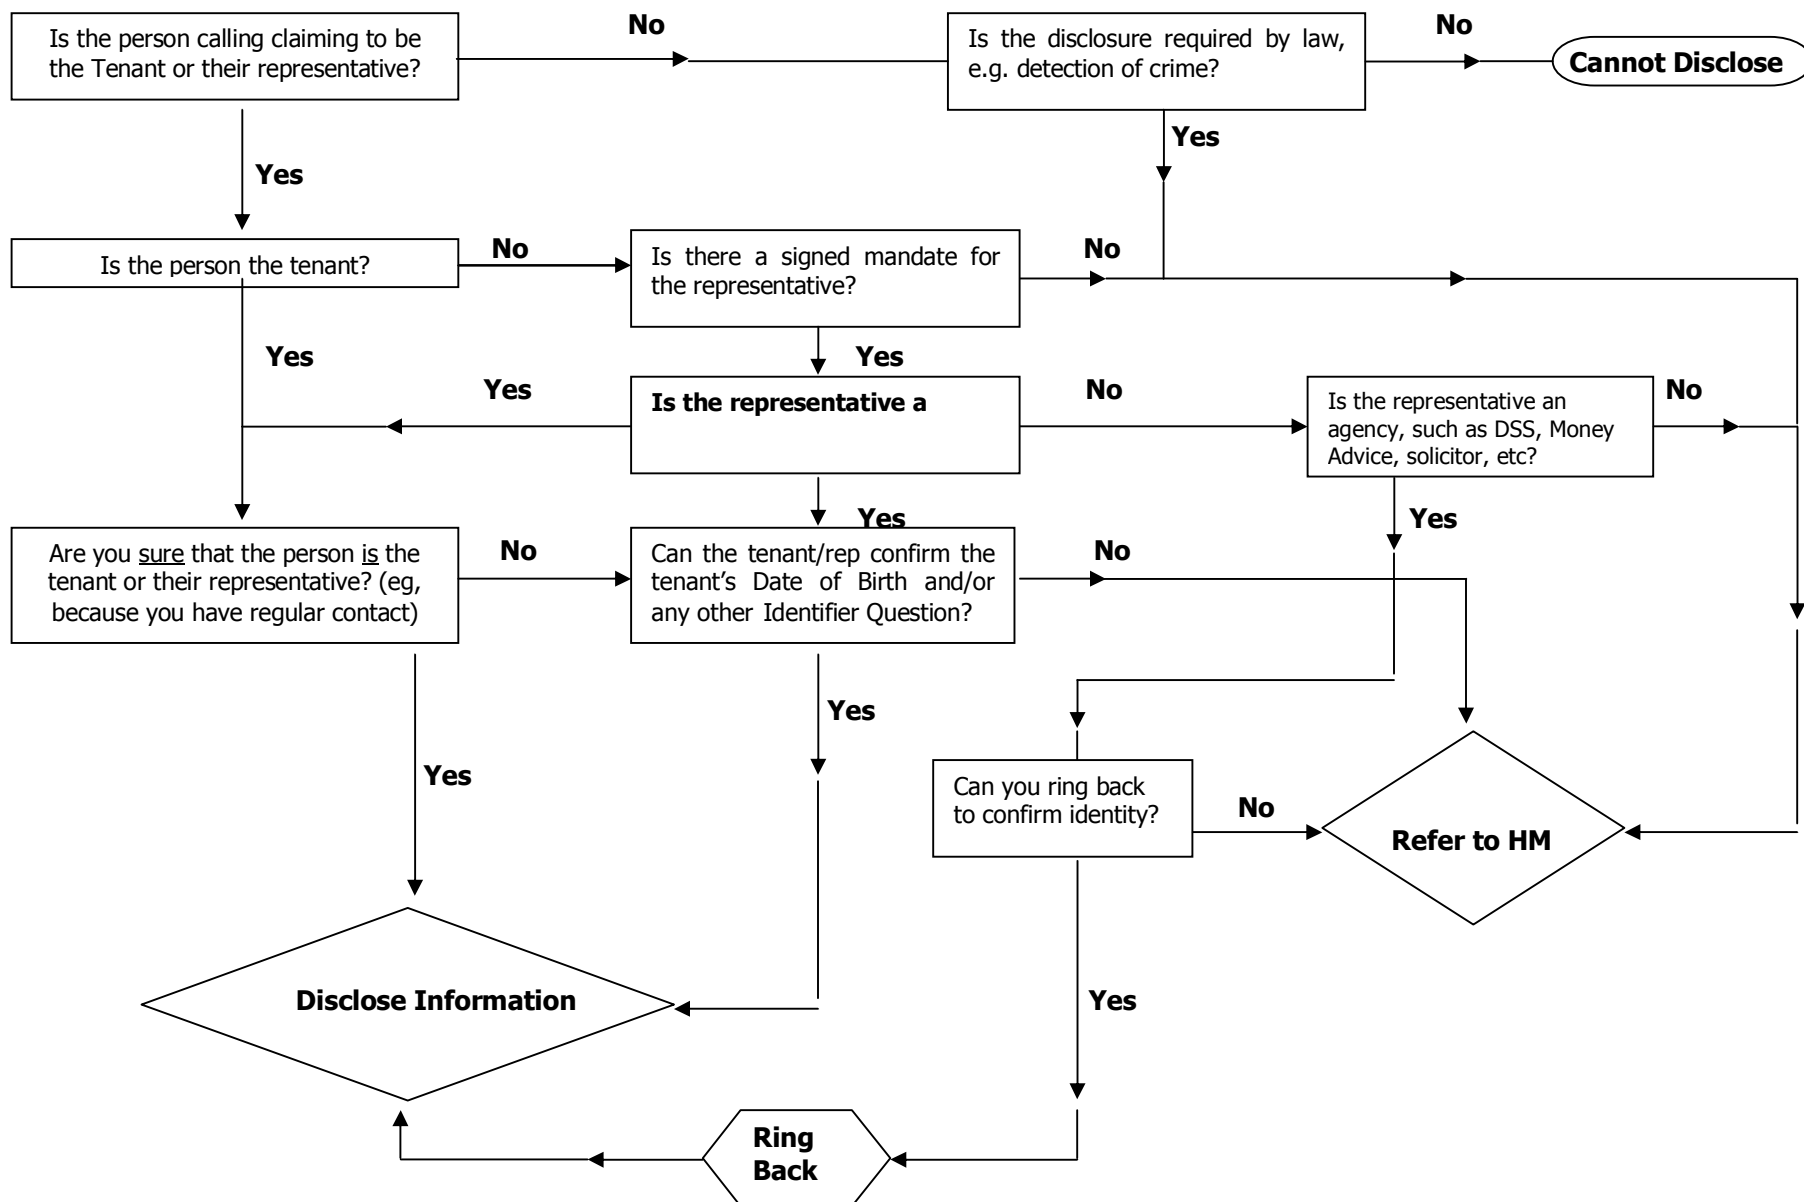 Is the person calling claiming to be
the Tenant or their representative?
No
Is the disclosure required by law,
e.g. detection of crime?
No
Cannot Disclose
Yes
Yes
Is the person the tenant?
No
Is there a signed mandate for
the representative?
No
Yes
Yes
Yes
Is the representative a
No
Is the representative an
agency, such as DSS, Money
Advice, solicitor, etc?
No
Yes
Yes
Are you sure that the person is the
tenant or their representative? (eg,
because you have regular contact)
No
Can the tenant/rep confirm the
tenant's Date of Birth and/or
any other Identifier Question?
No
Yes
Yes
Can you ring back
to confirm identity?
No
Refer to HM
Disclose Information
Yes
Ring
Back